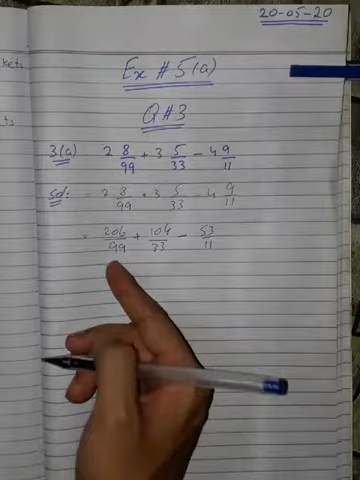 20-05-20
Ex # 5(a)
Q#3
3(a) 2 8/99 + 3 5/33 - 4 9/11
Sol: = 2 8/99 + 3 5/33 - 4 9/11
= 206/99 + 104/33 - 53/11